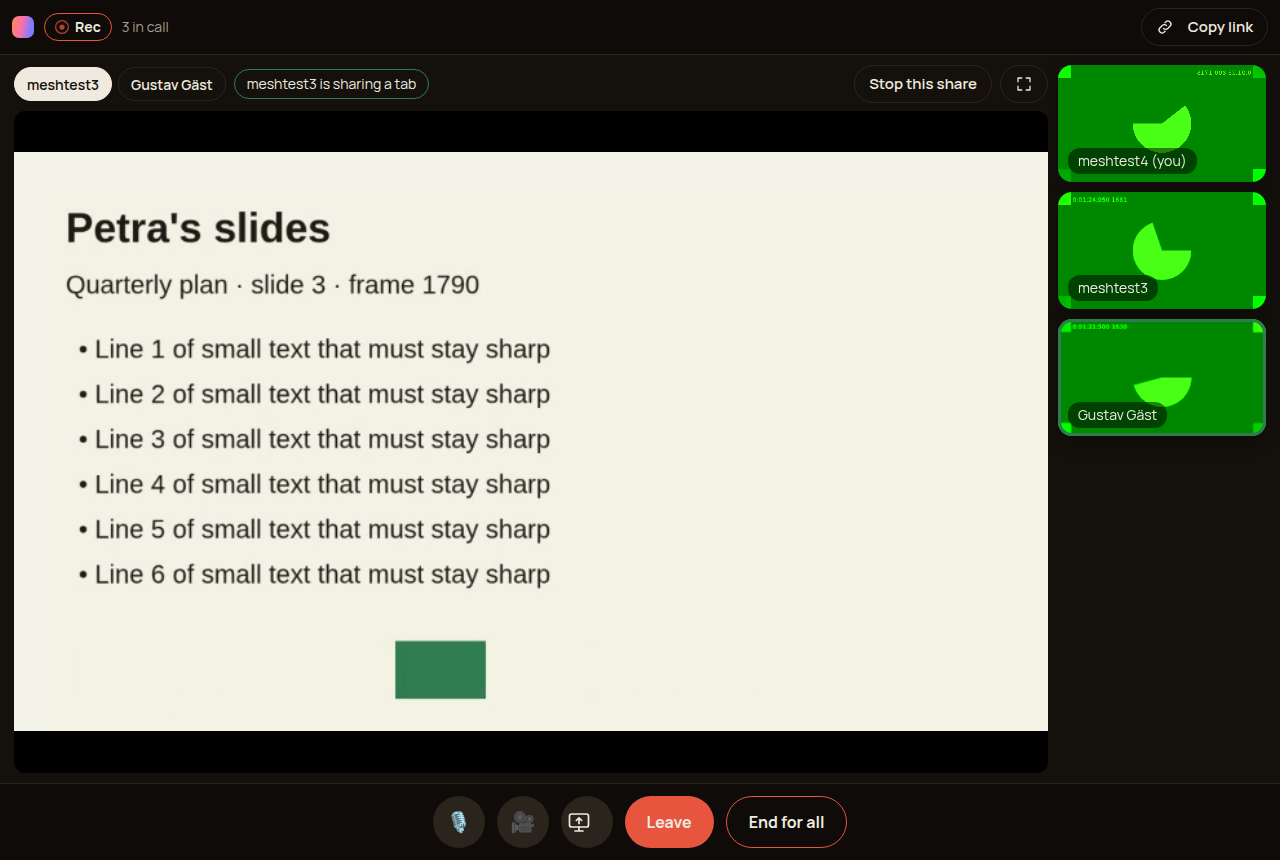 Rec
3 in call
Copy link
meshtest3
Gustav Gäst
meshtest3 is sharing a tab
Stop this share
Petra's slides
Quarterly plan · slide 3 · frame 1790
• Line 1 of small text that must stay sharp
• Line 2 of small text that must stay sharp
• Line 3 of small text that must stay sharp
• Line 4 of small text that must stay sharp
• Line 5 of small text that must stay sharp
• Line 6 of small text that must stay sharp
meshtest4 (you)
meshtest3
Gustav Gäst
Leave
End for all